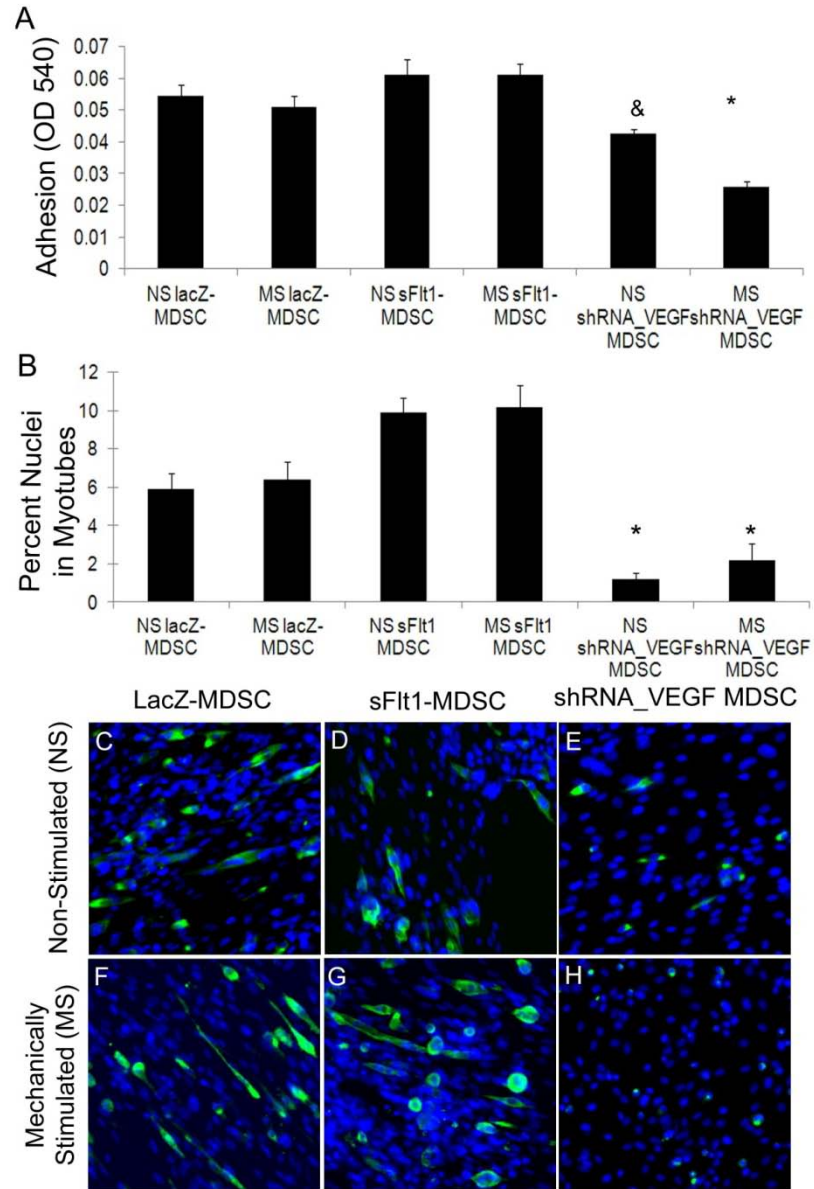 A
Adhesion (OD 540)
0.07
0.06
0.05
0.04
0.03
0.02
0.01
0
&
*
NS lacZ-
MDSC
MS lacZ-
MDSC
NS sFlt1-
MDSC
MS sFlt1-
MDSC
NS
shRNA_VEGF
MDSC
MS
shRNA_VEGF
MDSC
B
Percent Nuclei
in Myotubes
12
10
8
6
4
2
0
*
*
NS lacZ-
MDSC
MS lacZ-
MDSC
NS sFlt1
MDSC
MS sFlt1
MDSC
NS
shRNA_VEGF
MDSC
MS
shRNA_VEGF
MDSC
LacZ-MDSC
sFlt1-MDSC
shRNA_VEGF MDSC
Non-Stimulated (NS)
C
D
E
Mechanically
Stimulated (MS)
F
G
H